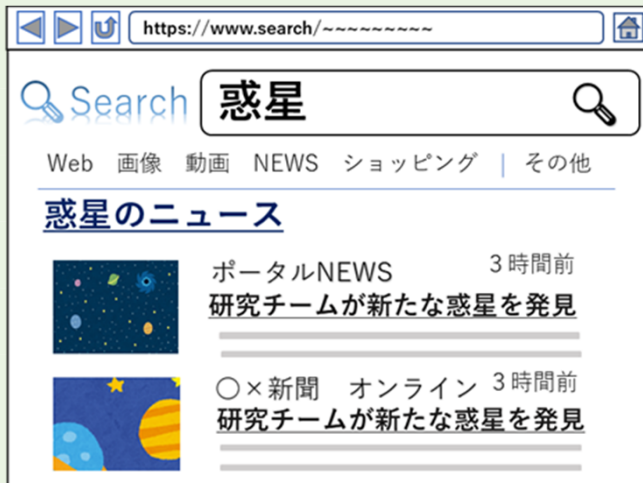 https://www.search/~~~~~~~~~
Search 惑星
Web 画像 動画 NEWS ショッピング | その他
惑星のニュース
ポータルNEWS 3時間前
研究チームが新たな惑星を発見
○×新聞 オンライン 3時間前
研究チームが新たな惑星を発見